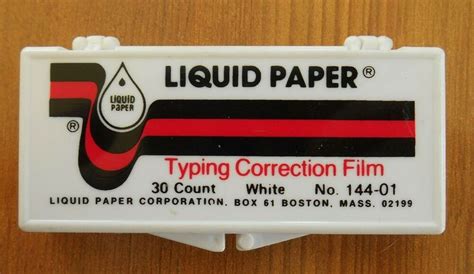 LIQUID PAPER®
LIQUID
PAPER
®
Typing Correction Film
30 Count White No. 144-01
LIQUID PAPER CORPORATION, BOX 61 BOSTON, MASS. 02199